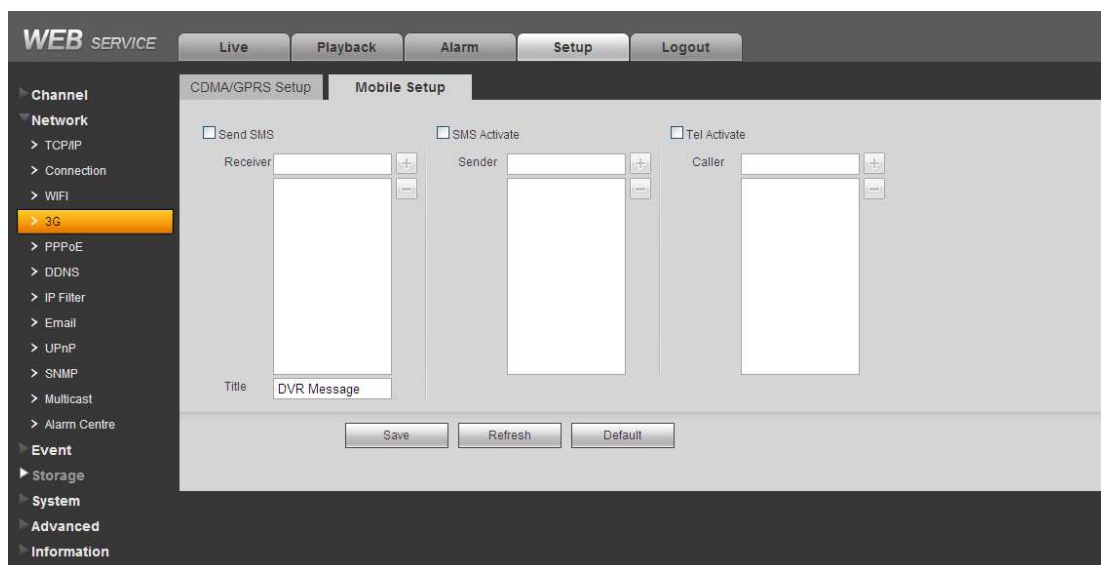 WEB SERVICE
Live
Playback
Alarm
Setup
Logout
Channel
Network
> TCP/IP
> Connection
> WIFI
> 3G
> PPPoE
> DDNS
> IP Filter
> Email
> UPnP
> SNMP
> Multicast
> Alarm Centre
Event
Storage
System
Advanced
Information
CDMA/GPRS Setup
Mobile Setup
Send SMS
Receiver
+
−
Title
DVR Message
SMS Activate
Sender
+
−
Tel Activate
Caller
+
−
Save
Refresh
Default